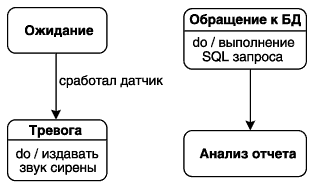 Ожидание
сработал датчик
Тревога
do / издавать
звук сирены
Обращение к БД
do / выполнение
SQL запроса
Анализ отчета